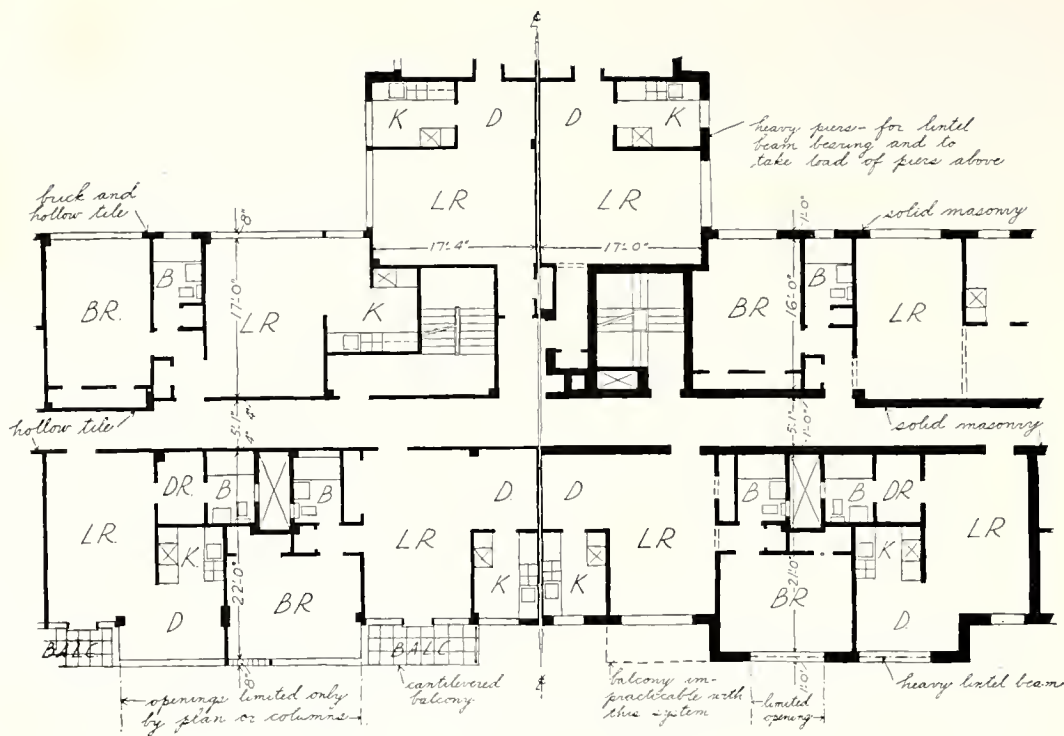 ℄
K
D
D
K
heavy piers - for lintel
beam bearing and to
take load of piers above
LR
LR
brick and
hollow tile
8"
17'-4"
17'-0"
1'-0"
solid masonry
BR.
B
LR
17'-0"
K
BR
16'-0"
B
LR
hollow tile
4"
5'-1"
4"
5'-1"
1'-0"
solid masonry
LR.
DR.
B
B
LR
D.
D
LR
B
B
DR
LR
K.
D
22'-0"
BR
K
K
BR
21'-0"
K
D.
BALC
BALC
8"
1'-0"
openings limited only
by plan or columns
cantilevered
balcony
℄
balcony im-
practicable with
this system
limited
opening
heavy lintel beam